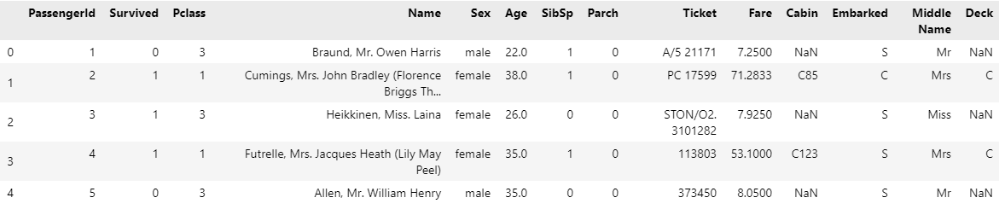 PassengerId Survived Pclass Name Sex Age SibSp Parch Ticket Fare Cabin Embarked Middle Name Deck
0 1 0 3 Braund, Mr. Owen Harris male 22.0 1 0 A/5 21171 7.2500 NaN S Mr NaN
1 2 1 1 Cumings, Mrs. John Bradley (Florence Briggs Th... female 38.0 1 0 PC 17599 71.2833 C85 C Mrs C
2 3 1 3 Heikkinen, Miss. Laina female 26.0 0 0 STON/O2. 3101282 7.9250 NaN S Miss NaN
3 4 1 1 Futrelle, Mrs. Jacques Heath (Lily May Peel) female 35.0 1 0 113803 53.1000 C123 S Mrs C
4 5 0 3 Allen, Mr. William Henry male 35.0 0 0 373450 8.0500 NaN S Mr NaN